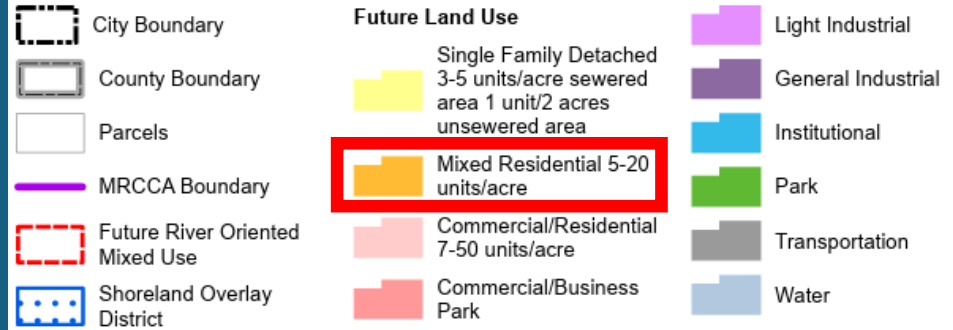 City Boundary
County Boundary
Parcels
MRCCA Boundary
Future River Oriented
Mixed Use
Shoreland Overlay
District
Future Land Use
Single Family Detached
3-5 units/acre sewered
area 1 unit/2 acres
unsewered area
Mixed Residential 5-20
units/acre
Commercial/Residential
7-50 units/acre
Commercial/Business
Park
Light Industrial
General Industrial
Institutional
Park
Transportation
Water